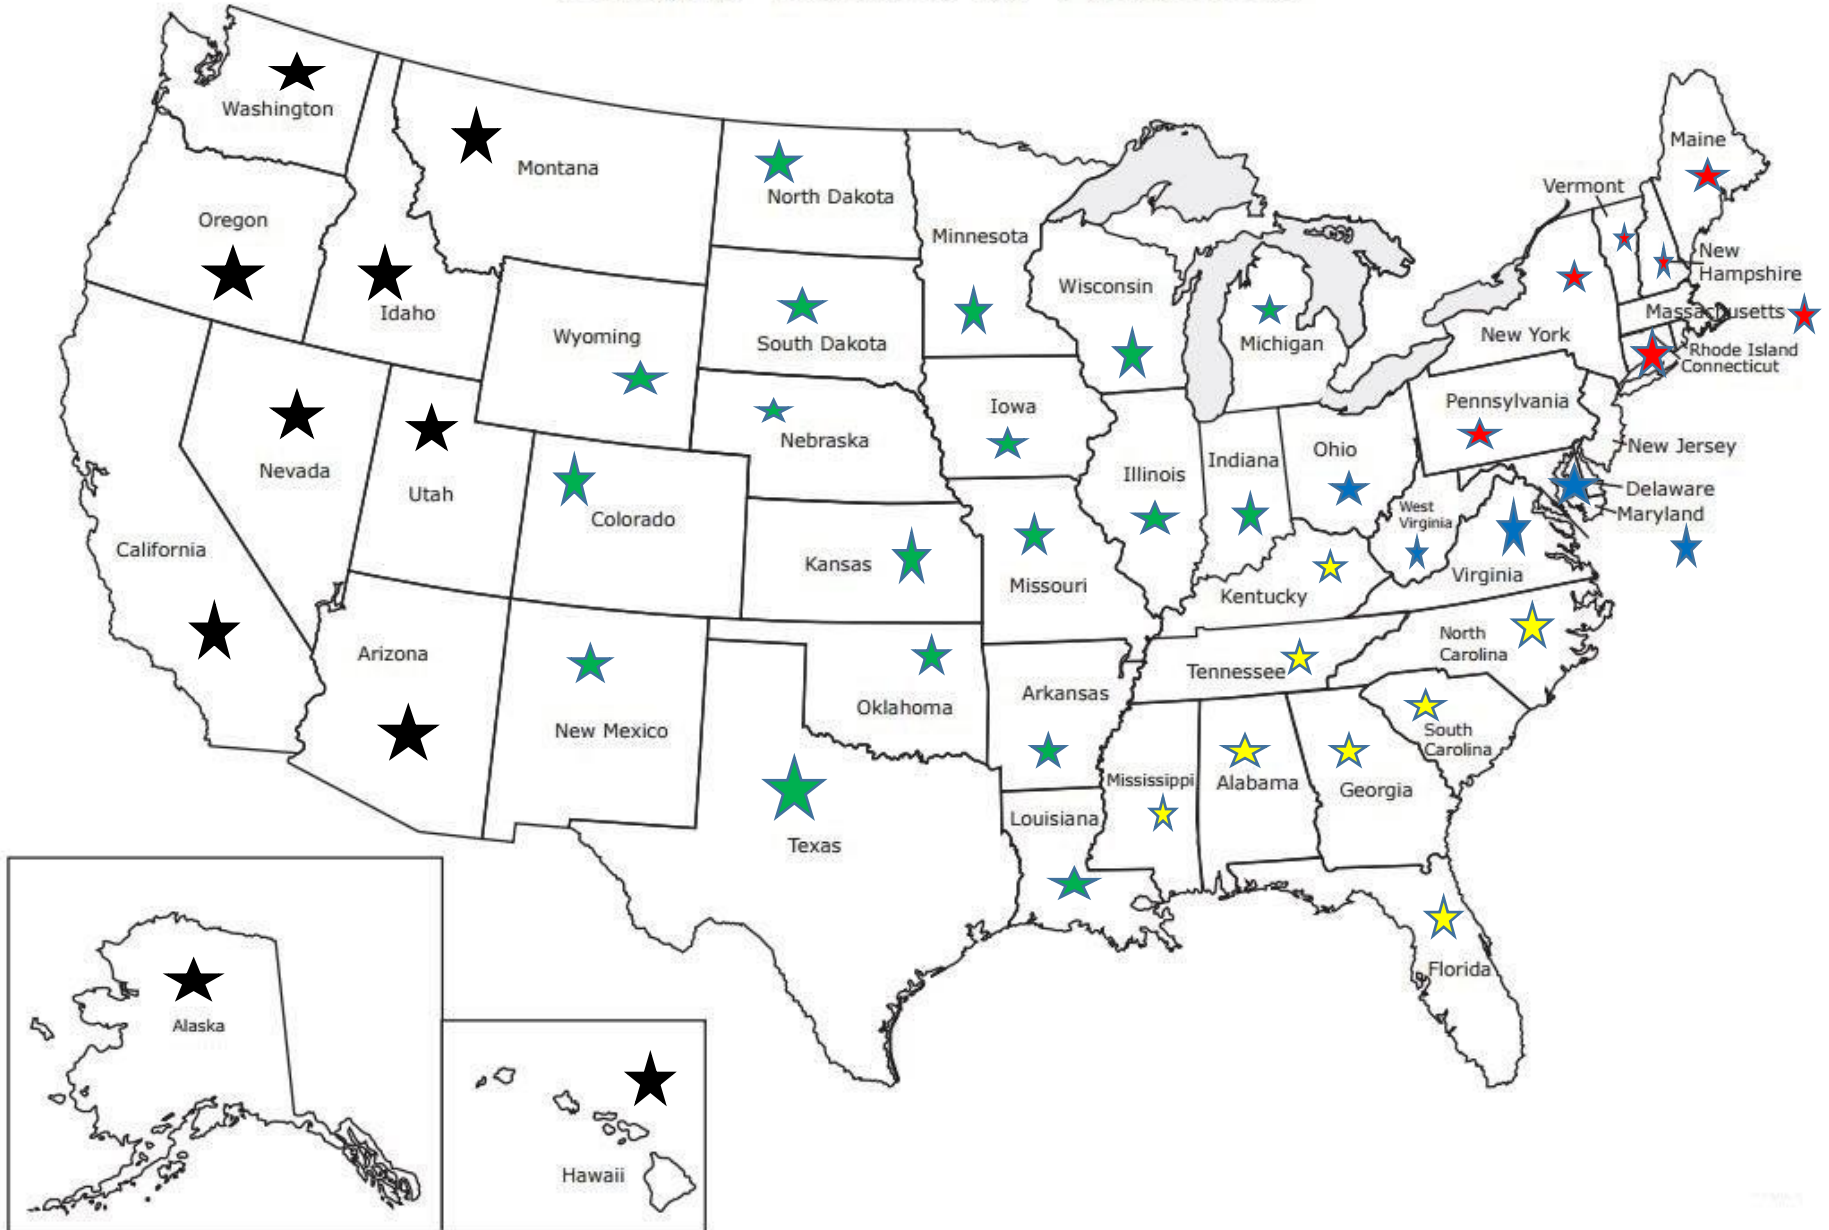 Washington
Montana
North Dakota
Minnesota
Maine
Vermont
Oregon
Idaho
Wyoming
South Dakota
Wisconsin
Michigan
New York
New
Hampshire
Massachusetts
Rhode Island
Connecticut
Nevada
Utah
Colorado
Nebraska
Iowa
Illinois
Indiana
Ohio
Pennsylvania
New Jersey
Delaware
Maryland
West
Virginia
Virginia
California
Arizona
New Mexico
Kansas
Missouri
Kentucky
Oklahoma
Arkansas
Tennessee
North
Carolina
South
Carolina
Texas
Louisiana
Mississippi
Alabama
Georgia
Florida
Alaska
Hawaii